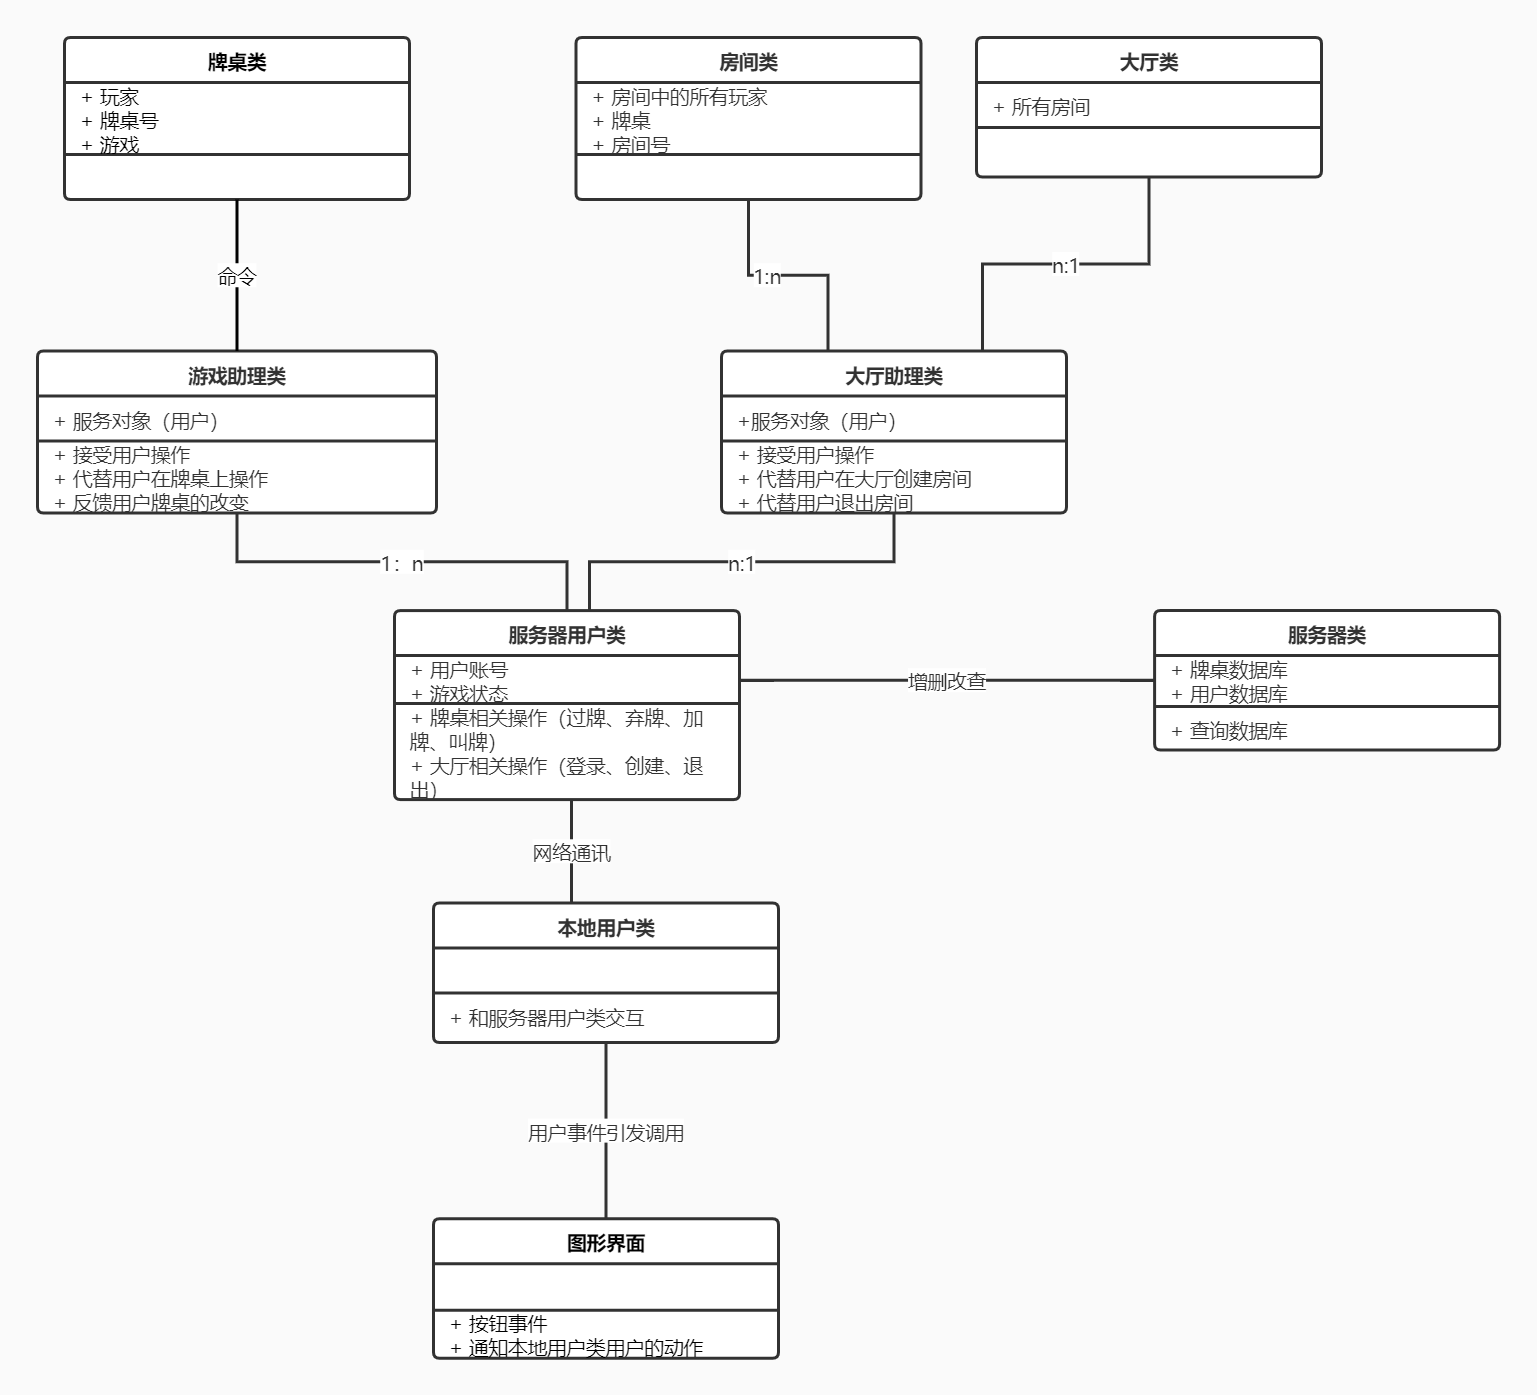 牌桌类
+ 玩家
+ 牌桌号
+ 游戏
房间类
+ 房间中的所有玩家
+ 牌桌
+ 房间号
大厅类
+ 所有房间
命令
1:n
n:1
游戏助理类
+ 服务对象（用户）
+ 接受用户操作
+ 代替用户在牌桌上操作
+ 反馈用户牌桌的改变
大厅助理类
+服务对象（用户）
+ 接受用户操作
+ 代替用户在大厅创建房间
+ 代替用户退出房间
1：n
n:1
服务器用户类
+ 用户账号
+ 游戏状态
+ 牌桌相关操作（过牌、弃牌、加
牌、叫牌）
+ 大厅相关操作（登录、创建、退
出）
增删改查
服务器类
+ 牌桌数据库
+ 用户数据库
+ 查询数据库
网络通讯
本地用户类
+ 和服务器用户类交互
用户事件引发调用
图形界面
+ 按钮事件
+ 通知本地用户类用户的动作